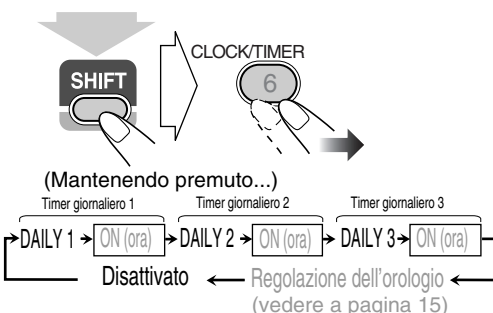 CLOCK/TIMER
SHIFT
6
(Mantenendo premuto...)
Timer giornaliero 1 Timer giornaliero 2 Timer giornaliero 3
DAILY 1 ON (ora) DAILY 2 ON (ora) DAILY 3 ON (ora)
Disattivato Regolazione dell'orologio
(vedere a pagina 15)